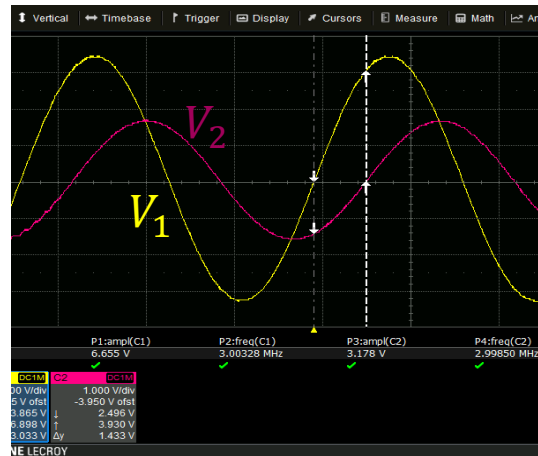 Vertical Timebase Trigger Display Cursors Measure Math An
V2
V1
P1:ampl(C1) P2:freq(C1) P3:ampl(C2) P4:freq(C2)
6.655 V 3.00328 MHz 3.178 V 2.99850 MHz
DC1M C2 DC1M
00 V/div 1.000 V/div
5 V ofst -3.950 V ofst
3.865 V ↓ 2.496 V
6.898 V ↑ 3.930 V
3.033 V Δy 1.433 V
NE LECROY